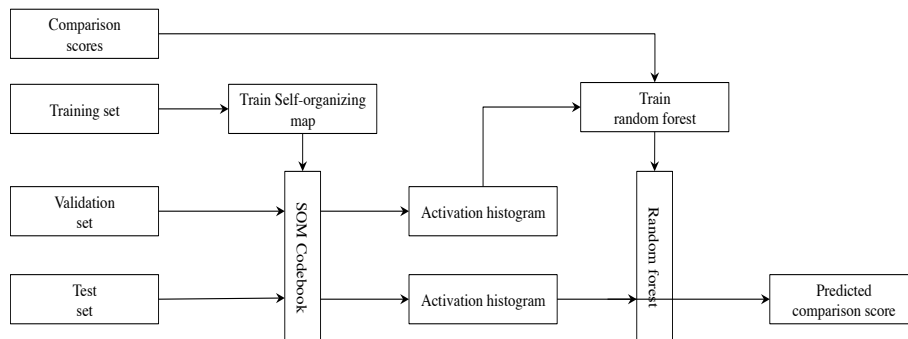 Comparison
scores
Training set
Train Self-organizing
map
Train
random forest
Validation
set
SOM Codebook
Activation histogram
Random forest
Test
set
Activation histogram
Predicted
comparison score